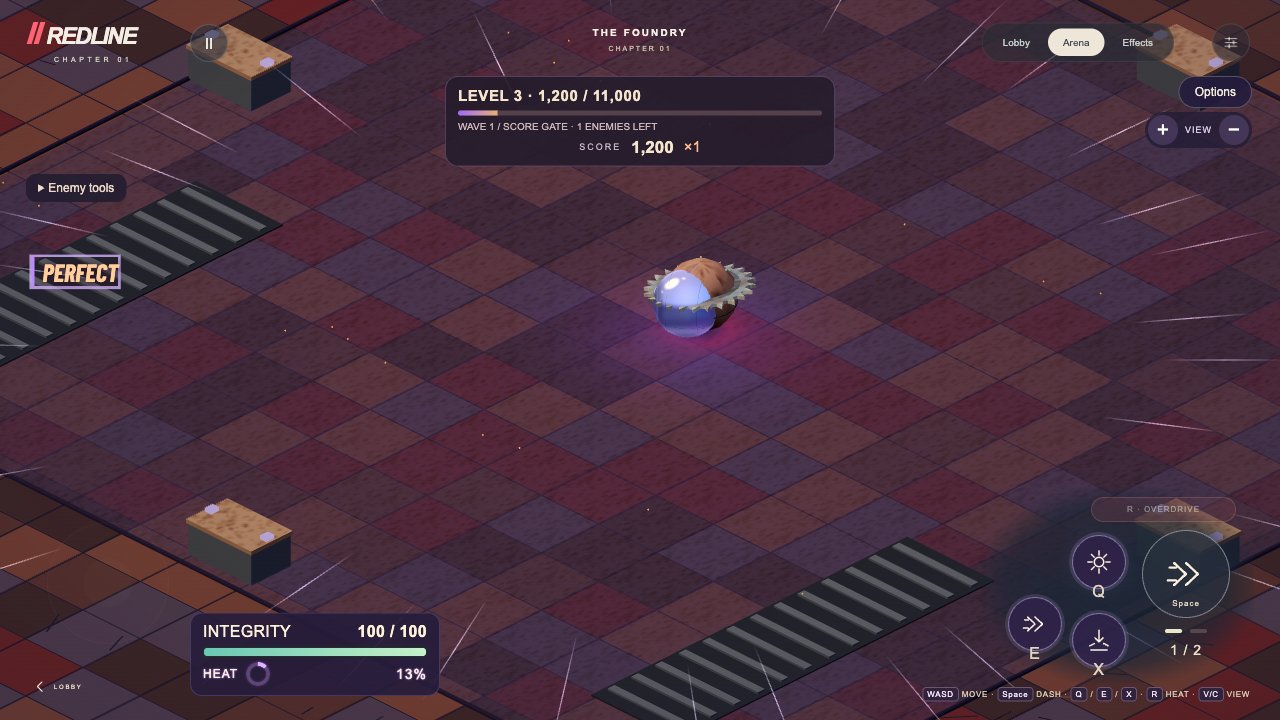 REDLINE
CHAPTER 01
THE FOUNDRY
CHAPTER 01
Lobby
Arena
Effects
Options
+ VIEW −
LEVEL 3 · 1,200 / 11,000
WAVE 1 / SCORE GATE · 1 ENEMIES LEFT
SCORE 1,200 ×1
Enemy tools
PERFECT
R · OVERDRIVE
Q
Space
E
X
1 / 2
INTEGRITY 100 / 100
HEAT 13%
LOBBY
WASD MOVE · Space DASH · Q / E / X · R HEAT · V/C VIEW